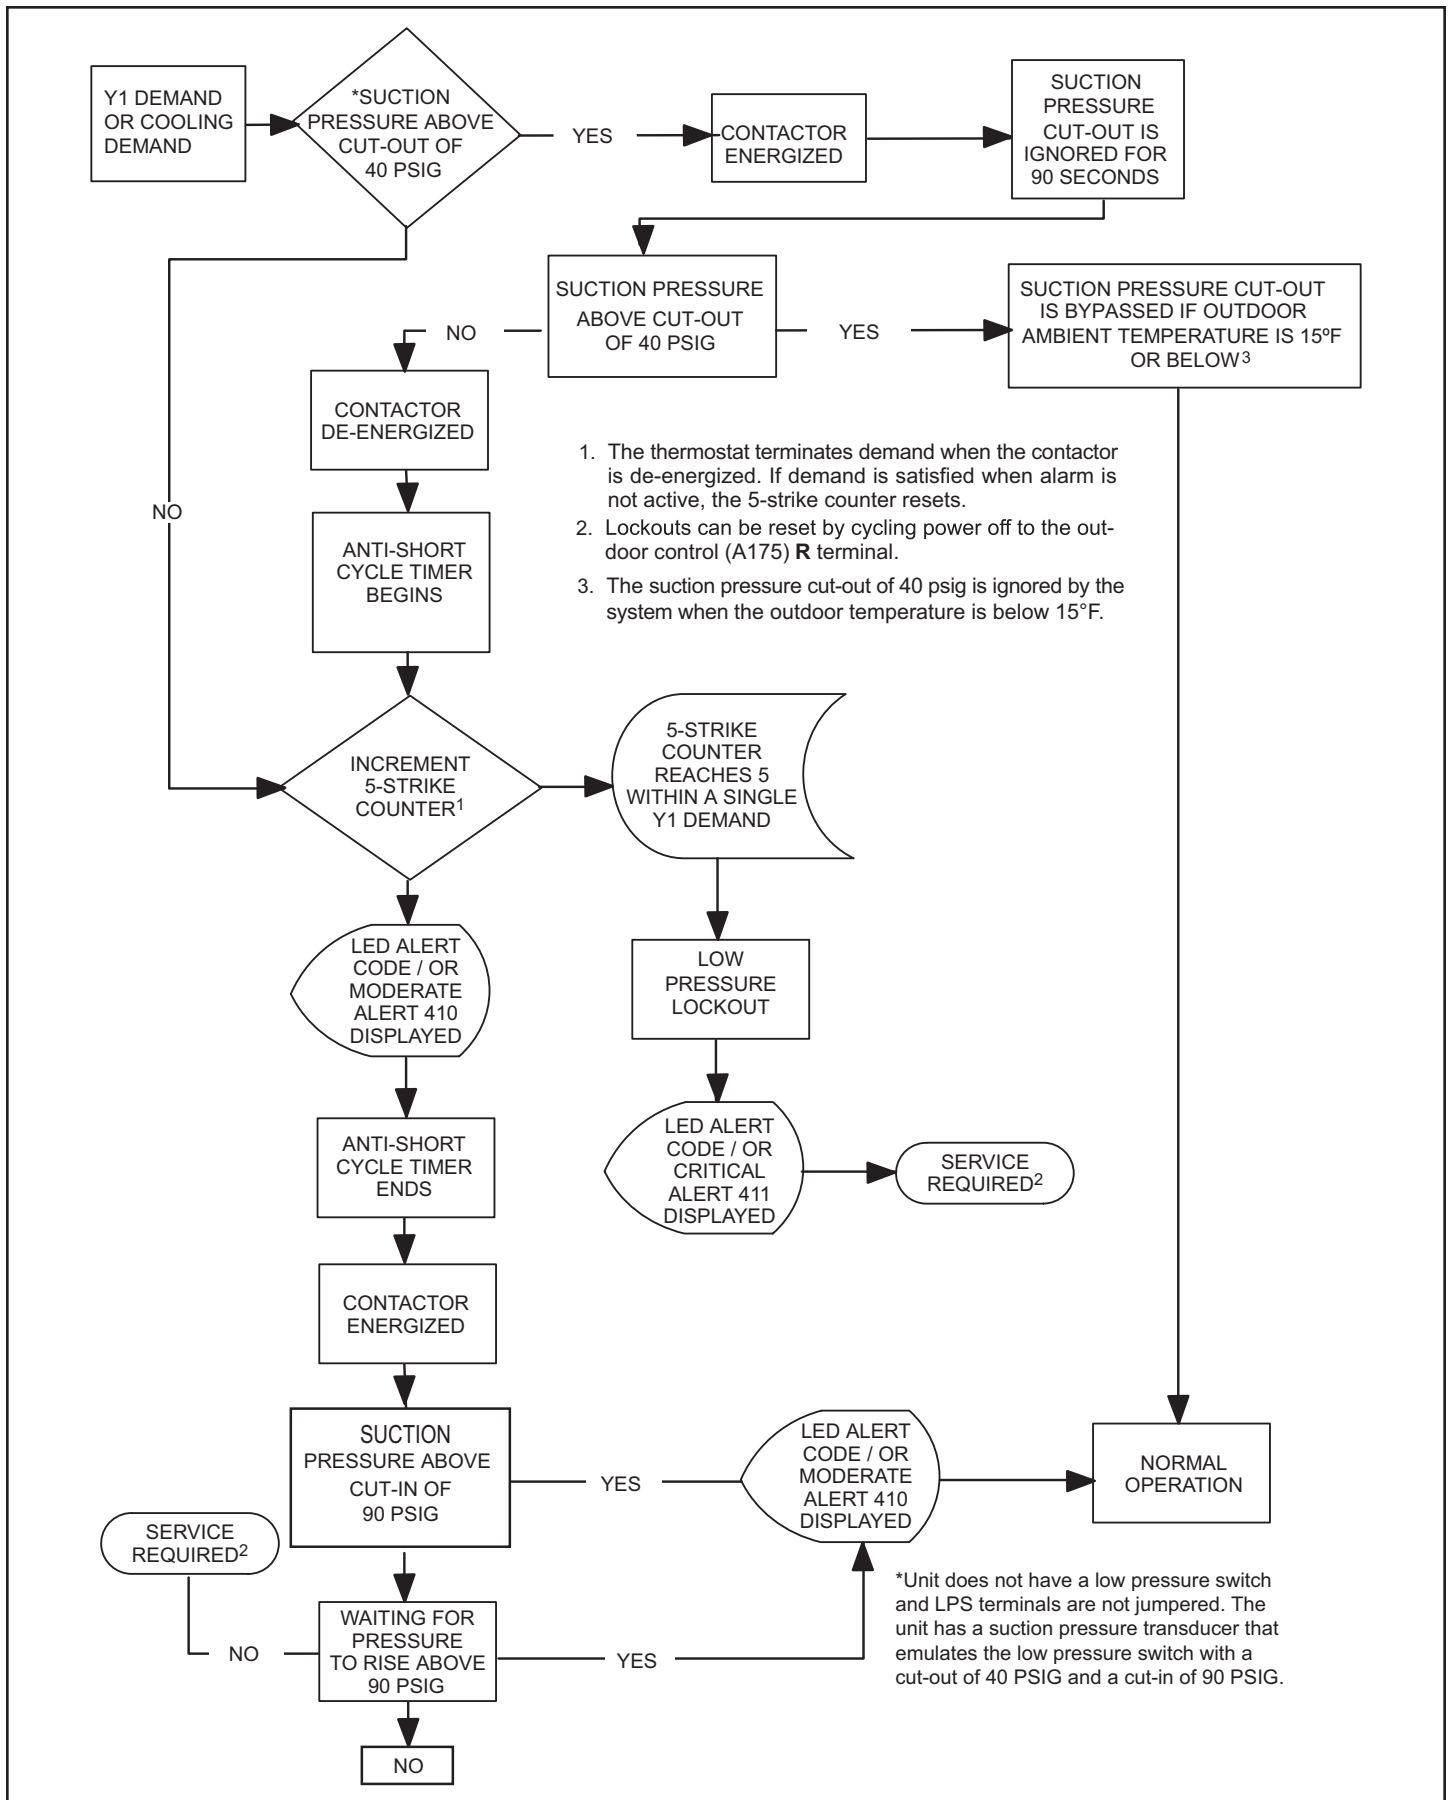 Y1 DEMAND
OR COOLING
DEMAND
*SUCTION
PRESSURE ABOVE
CUT-OUT OF
40 PSIG
YES
CONTACTOR
ENERGIZED
SUCTION
PRESSURE
CUT-OUT IS
IGNORED FOR
90 SECONDS
SUCTION PRESSURE
ABOVE CUT-OUT
OF 40 PSIG
NO
YES
SUCTION PRESSURE CUT-OUT
IS BYPASSED IF OUTDOOR
AMBIENT TEMPERATURE IS 15ºF
OR BELOW3
CONTACTOR
DE-ENERGIZED
1. The thermostat terminates demand when the contactor
is de-energized. If demand is satisfied when alarm is
not active, the 5-strike counter resets.
2. Lockouts can be reset by cycling power off to the out-
door control (A175) R terminal.
3. The suction pressure cut-out of 40 psig is ignored by the
system when the outdoor temperature is below 15°F.
NO
ANTI-SHORT
CYCLE TIMER
BEGINS
INCREMENT
5-STRIKE
COUNTER1
5-STRIKE
COUNTER
REACHES 5
WITHIN A SINGLE
Y1 DEMAND
LED ALERT
CODE / OR
MODERATE
ALERT 410
DISPLAYED
LOW
PRESSURE
LOCKOUT
ANTI-SHORT
CYCLE TIMER
ENDS
LED ALERT
CODE / OR
CRITICAL
ALERT 411
DISPLAYED
SERVICE
REQUIRED2
CONTACTOR
ENERGIZED
SUCTION
PRESSURE ABOVE
CUT-IN OF
90 PSIG
YES
LED ALERT
CODE / OR
MODERATE
ALERT 410
DISPLAYED
NORMAL
OPERATION
SERVICE
REQUIRED2
NO
WAITING FOR
PRESSURE
TO RISE ABOVE
90 PSIG
YES
*Unit does not have a low pressure switch
and LPS terminals are not jumpered. The
unit has a suction pressure transducer that
emulates the low pressure switch with a
cut-out of 40 PSIG and a cut-in of 90 PSIG.
NO